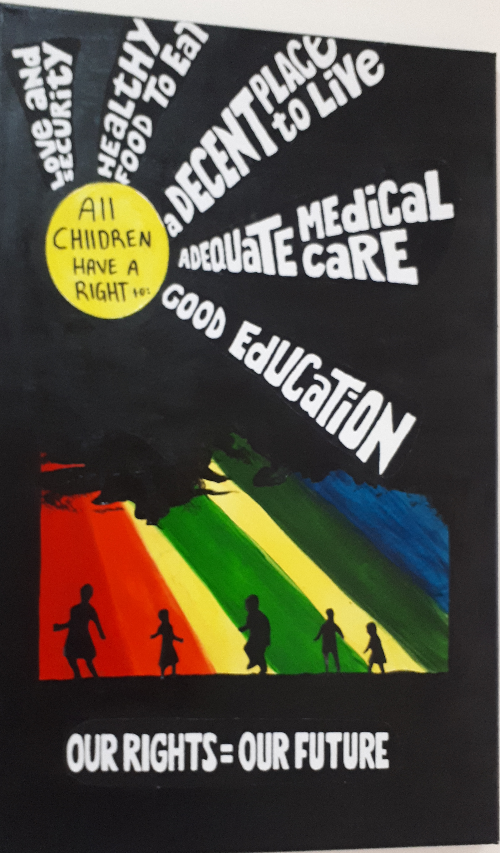 All
CHIlDREN
HAVE A
RIGHT to:
Love and
SECURITY
HEALTHY
FOOD To EaT
a DECENT PLACE
to LiVe
ADEQUaTE MEdiCaL
CaRE
GOOD EdUCaTiON
OUR RIGHTS = OUR FUTURE